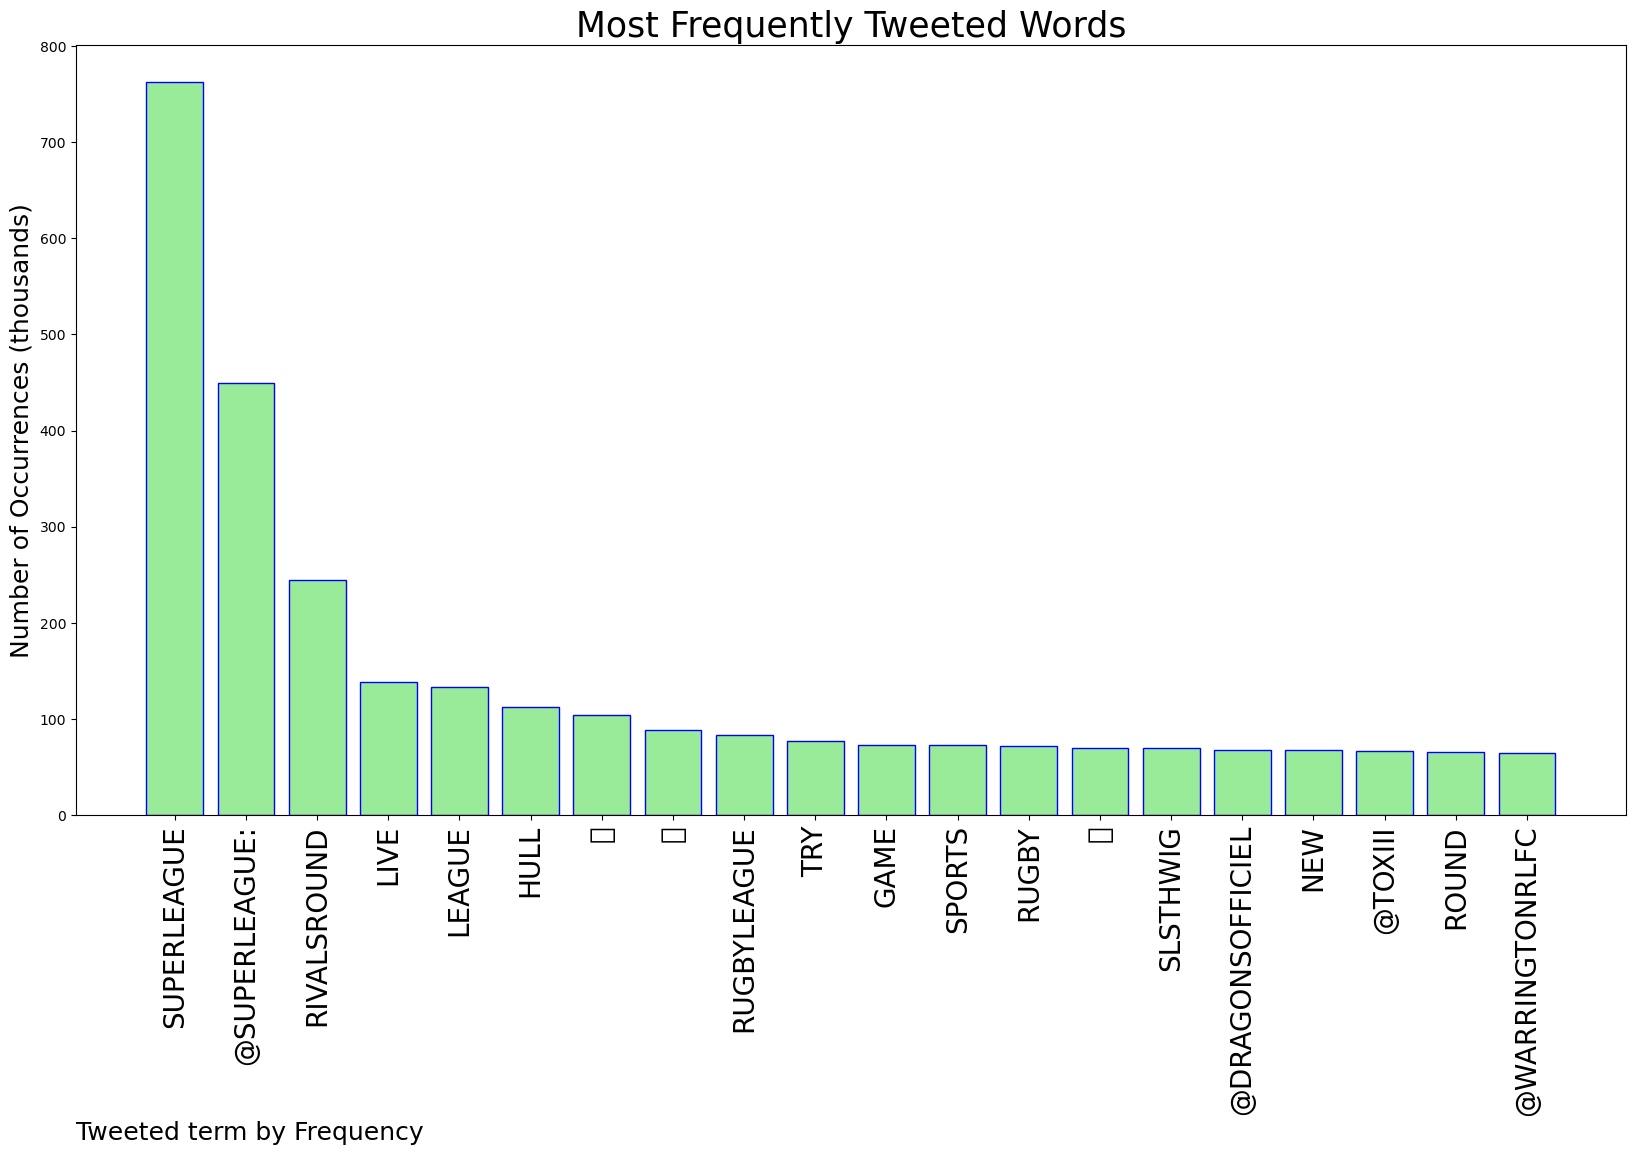 Most Frequently Tweeted Words
Number of Occurrences (thousands)
800
700
600
500
400
300
200
100
0
SUPERLEAGUE
@SUPERLEAGUE:
RIVALSROUND
LIVE
LEAGUE
HULL
RUGBYLEAGUE
TRY
GAME
SPORTS
RUGBY
SLSTHWIG
@DRAGONSOFFICIEL
NEW
@TOXIII
ROUND
@WARRINGTONRLFC
Tweeted term by Frequency